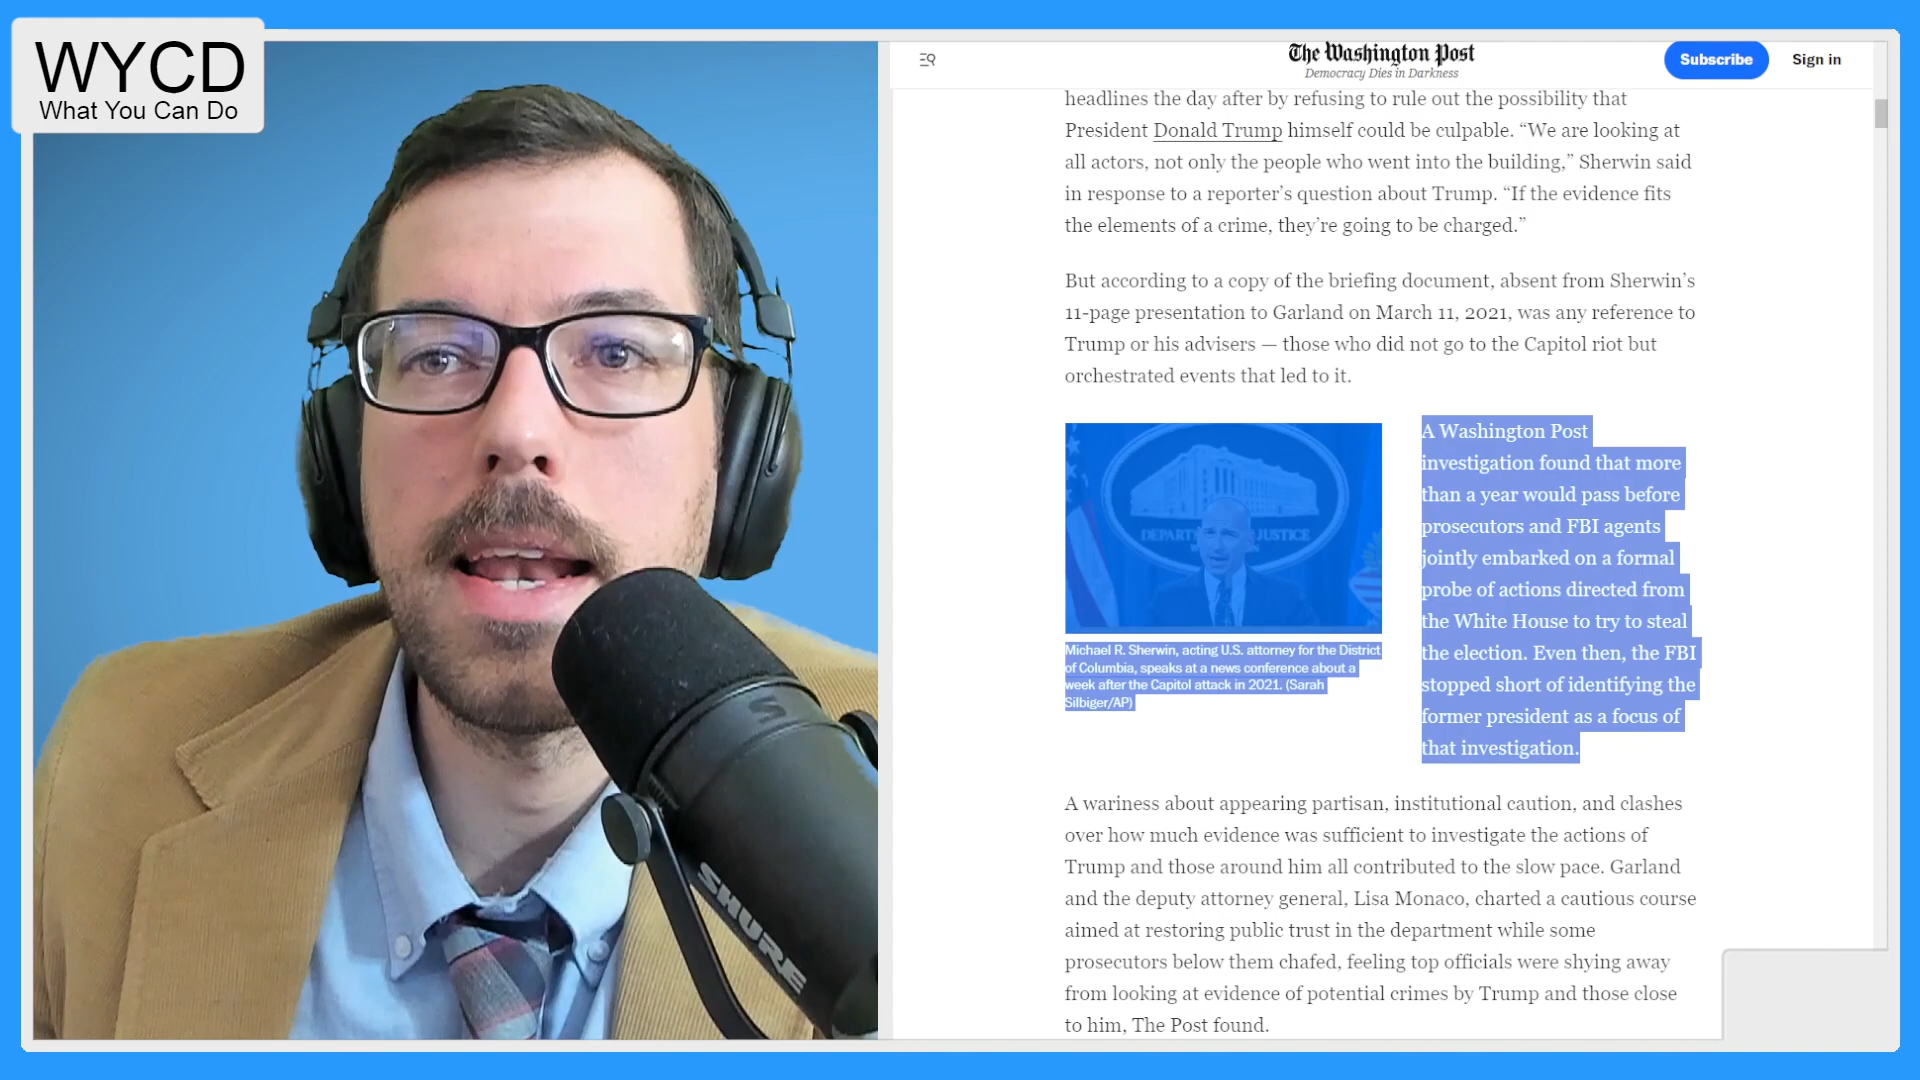 WYCD
What You Can Do
The Washington Post
Democracy Dies in Darkness
Subscribe
Sign in
headlines the day after by refusing to rule out the possibility that
President Donald Trump himself could be culpable. “We are looking at
all actors, not only the people who went into the building,” Sherwin said
in response to a reporter’s question about Trump. “If the evidence fits
the elements of a crime, they’re going to be charged.”
But according to a copy of the briefing document, absent from Sherwin’s
11-page presentation to Garland on March 11, 2021, was any reference to
Trump or his advisers — those who did not go to the Capitol riot but
orchestrated events that led to it.
DEPARTMENT OF JUSTICE
Michael R. Sherwin, acting U.S. attorney for the District
of Columbia, speaks at a news conference about a
week after the Capitol attack in 2021. (Sarah
Silbiger/AP)
A Washington Post
investigation found that more
than a year would pass before
prosecutors and FBI agents
jointly embarked on a formal
probe of actions directed from
the White House to try to steal
the election. Even then, the FBI
stopped short of identifying the
former president as a focus of
that investigation.
A wariness about appearing partisan, institutional caution, and clashes
over how much evidence was sufficient to investigate the actions of
Trump and those around him all contributed to the slow pace. Garland
and the deputy attorney general, Lisa Monaco, charted a cautious course
aimed at restoring public trust in the department while some
prosecutors below them chafed, feeling top officials were shying away
from looking at evidence of potential crimes by Trump and those close
to him, The Post found.
SHURE